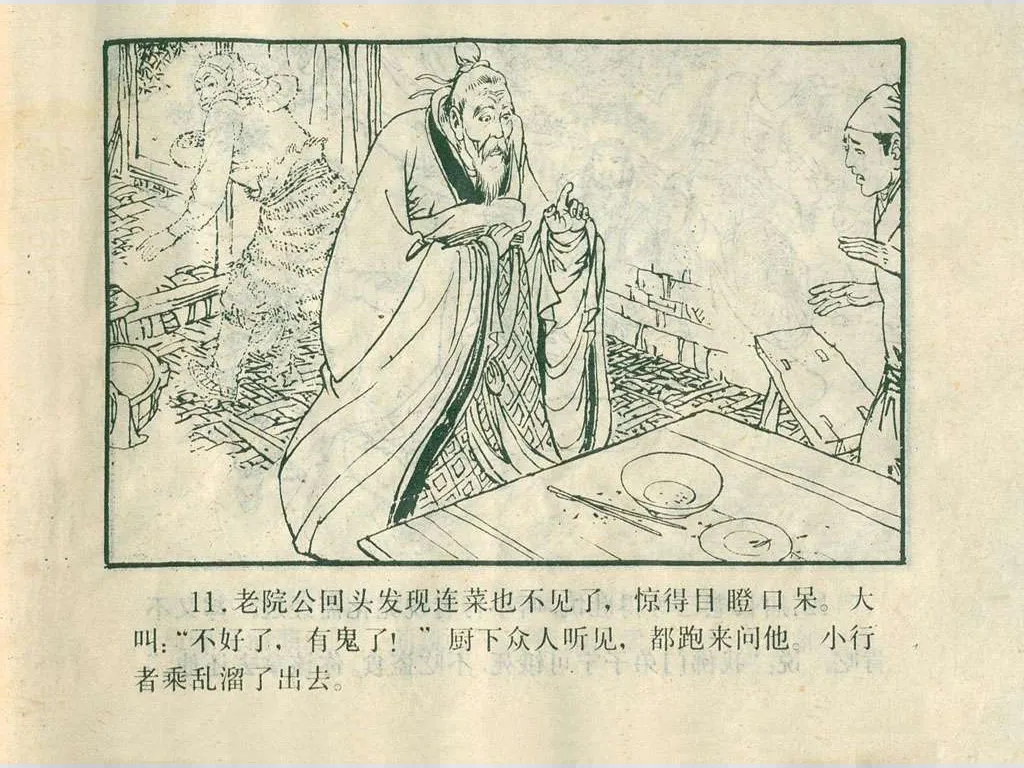 11.老院公回头发现连菜也不见了，惊得目瞪口呆。大
叫：“不好了，有鬼了！”厨下众人听见，都跑来问他。小行
者乘乱溜了出去。